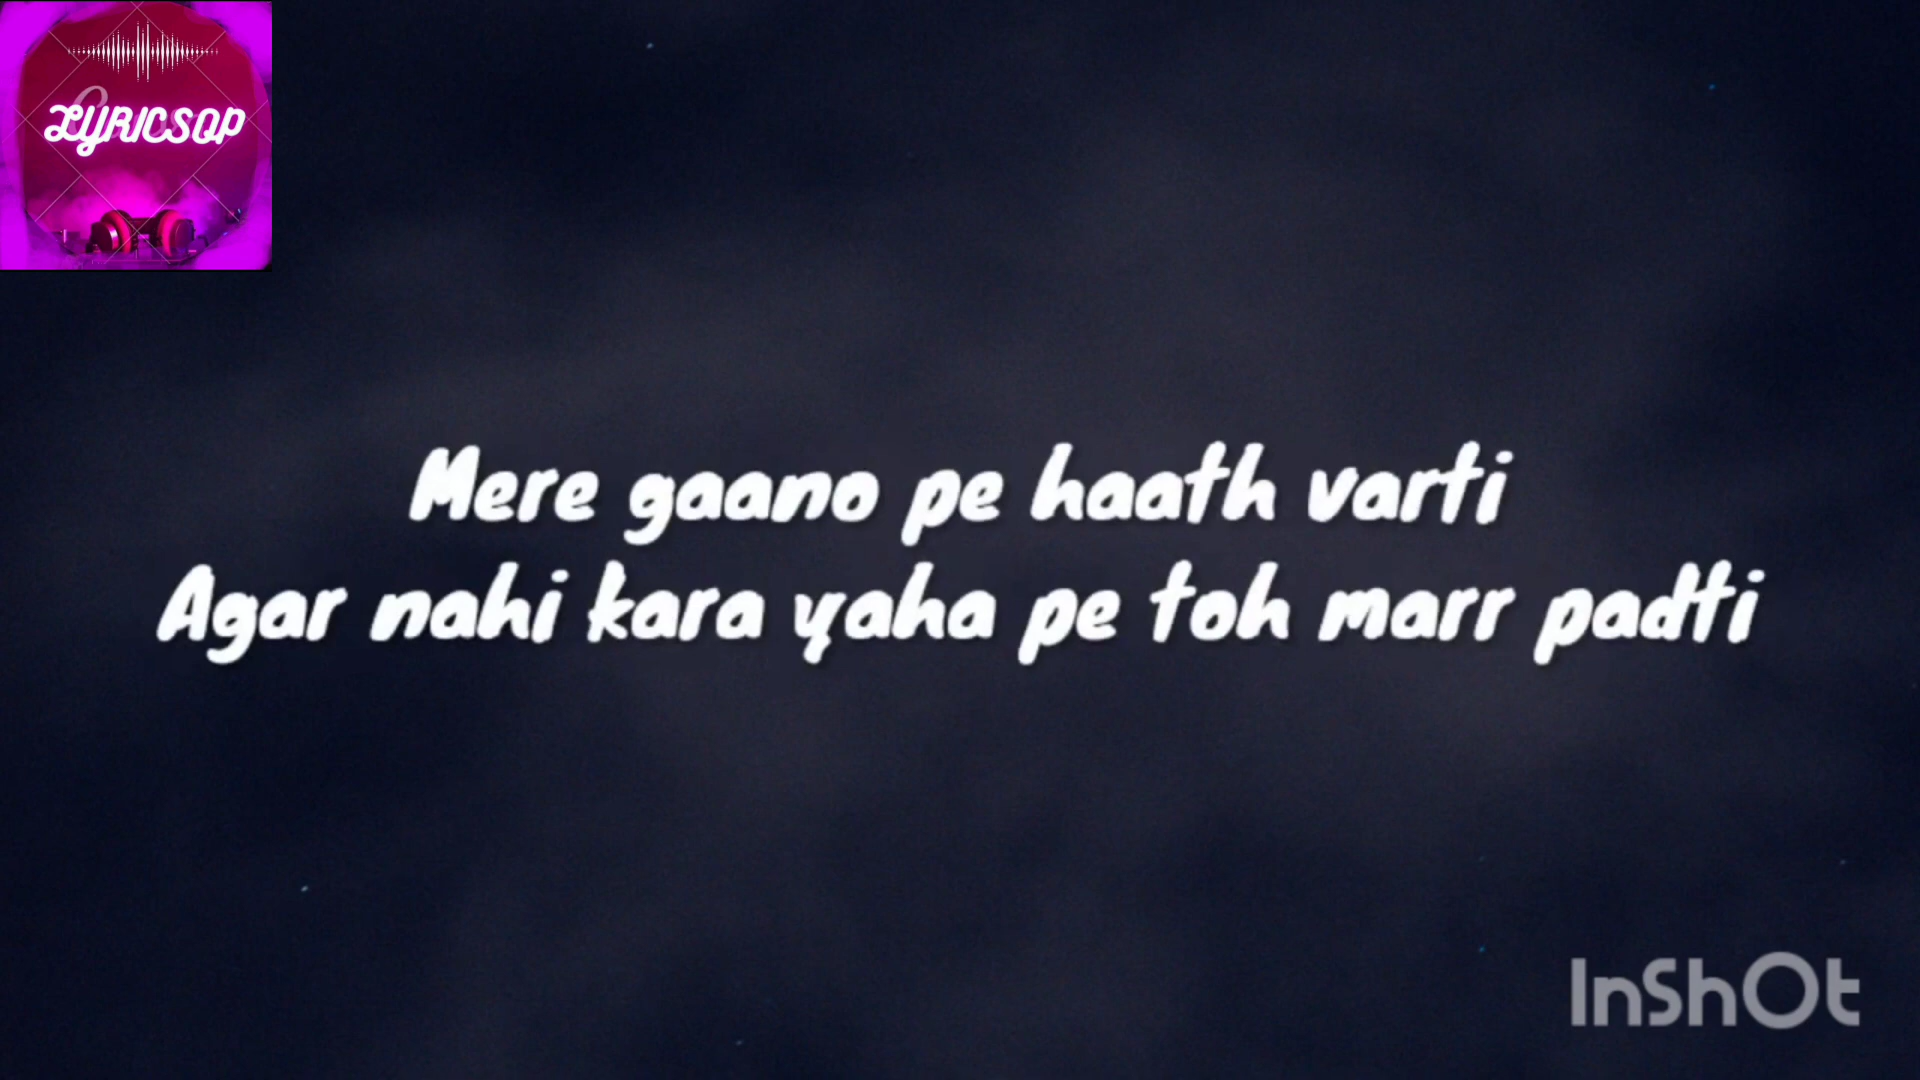 LYRICSOP
Mere gaano pe haath varti
Agar nahi kara yaha pe toh marr padti
InShOt